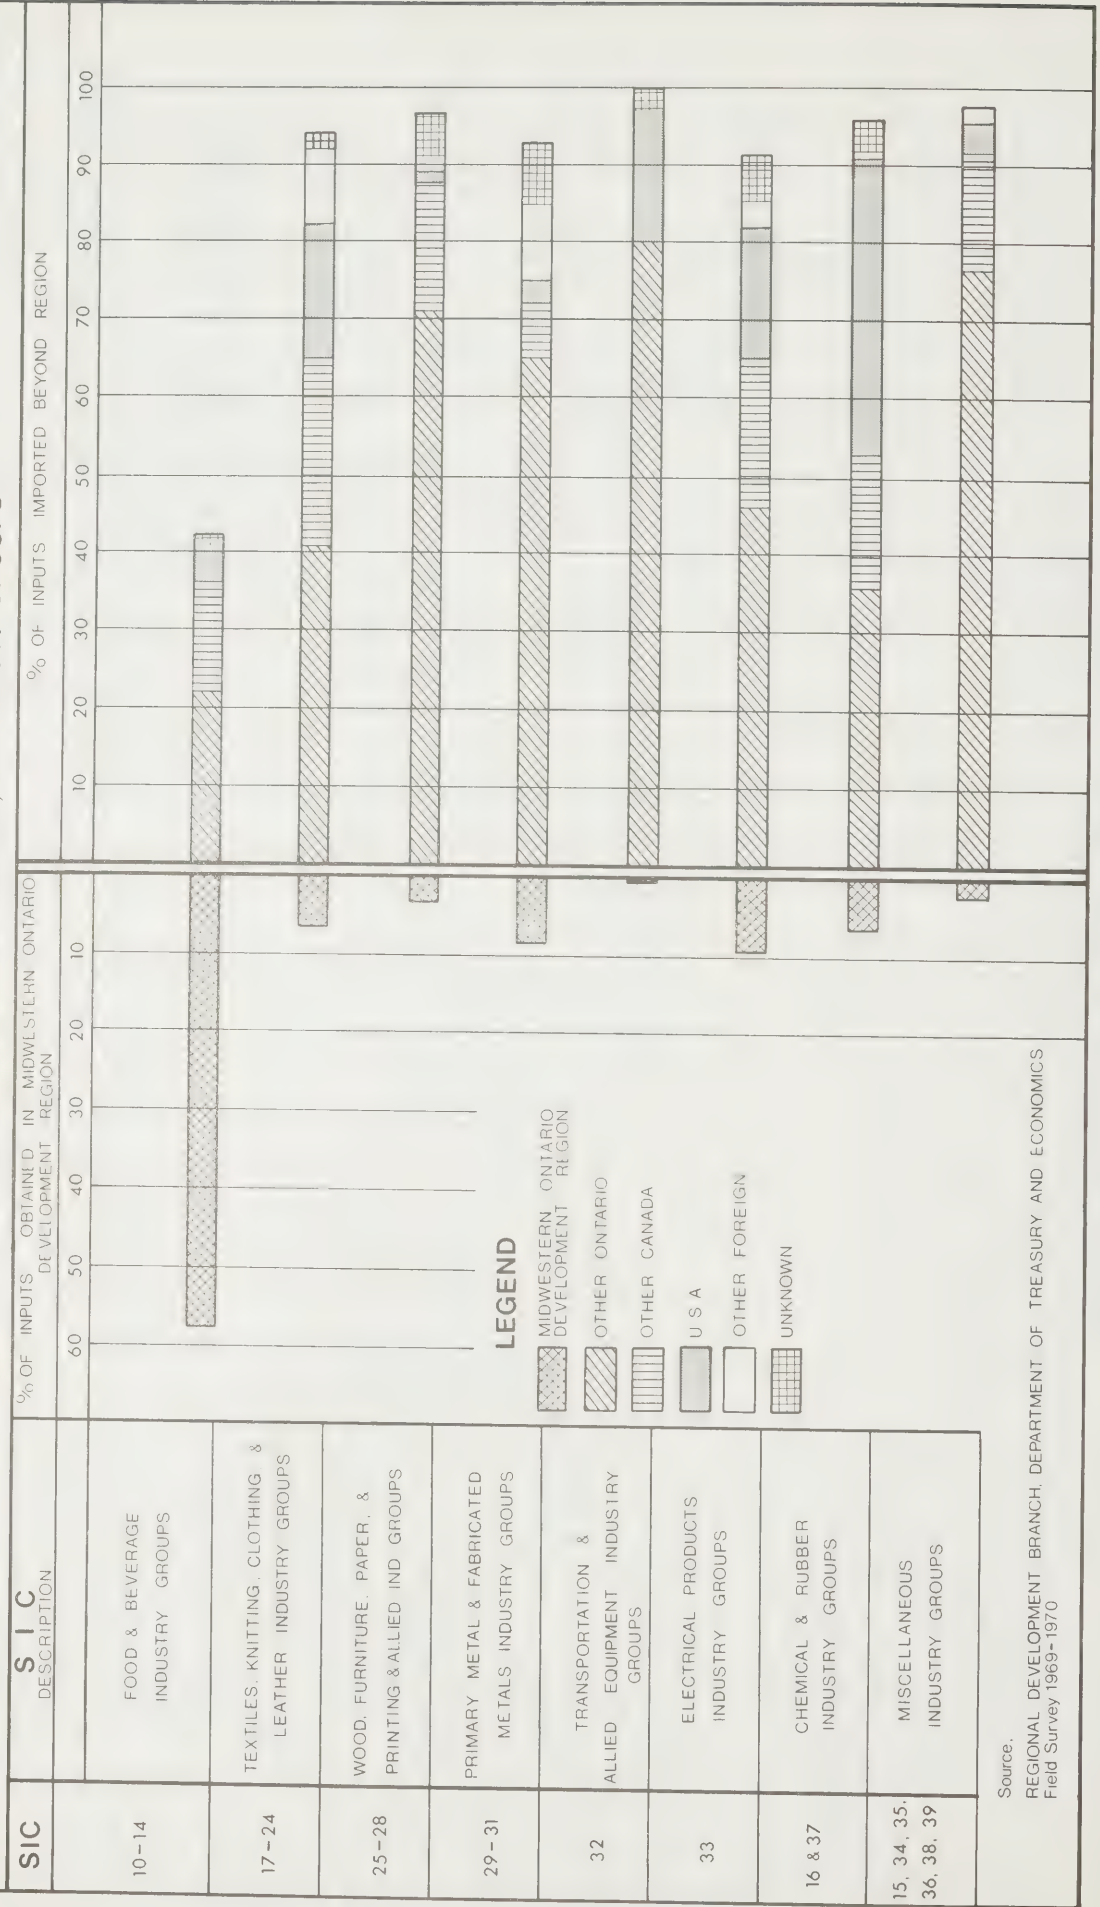 SIC
S I C
DESCRIPTION
% OF INPUTS OBTAINED IN MIDWESTERN ONTARIO
DEVELOPMENT REGION
% OF INPUTS IMPORTED BEYOND REGION
60 50 40 30 20 10
10 20 30 40 50 60 70 80 90 100
10-14
FOOD & BEVERAGE
INDUSTRY GROUPS
17-24
TEXTILES, KNITTING, CLOTHING &
LEATHER INDUSTRY GROUPS
25-28
WOOD, FURNITURE, PAPER, &
PRINTING & ALLIED IND GROUPS
29-31
PRIMARY METAL & FABRICATED
METALS INDUSTRY GROUPS
32
TRANSPORTATION &
ALLIED EQUIPMENT INDUSTRY
GROUPS
33
ELECTRICAL PRODUCTS
INDUSTRY GROUPS
16 & 37
CHEMICAL & RUBBER
INDUSTRY GROUPS
15, 34, 35,
36, 38, 39
MISCELLANEOUS
INDUSTRY GROUPS
LEGEND
MIDWESTERN ONTARIO
DEVELOPMENT REGION
OTHER ONTARIO
OTHER CANADA
U S A
OTHER FOREIGN
UNKNOWN
Source,
REGIONAL DEVELOPMENT BRANCH, DEPARTMENT OF TREASURY AND ECONOMICS
Field Survey 1969-1970